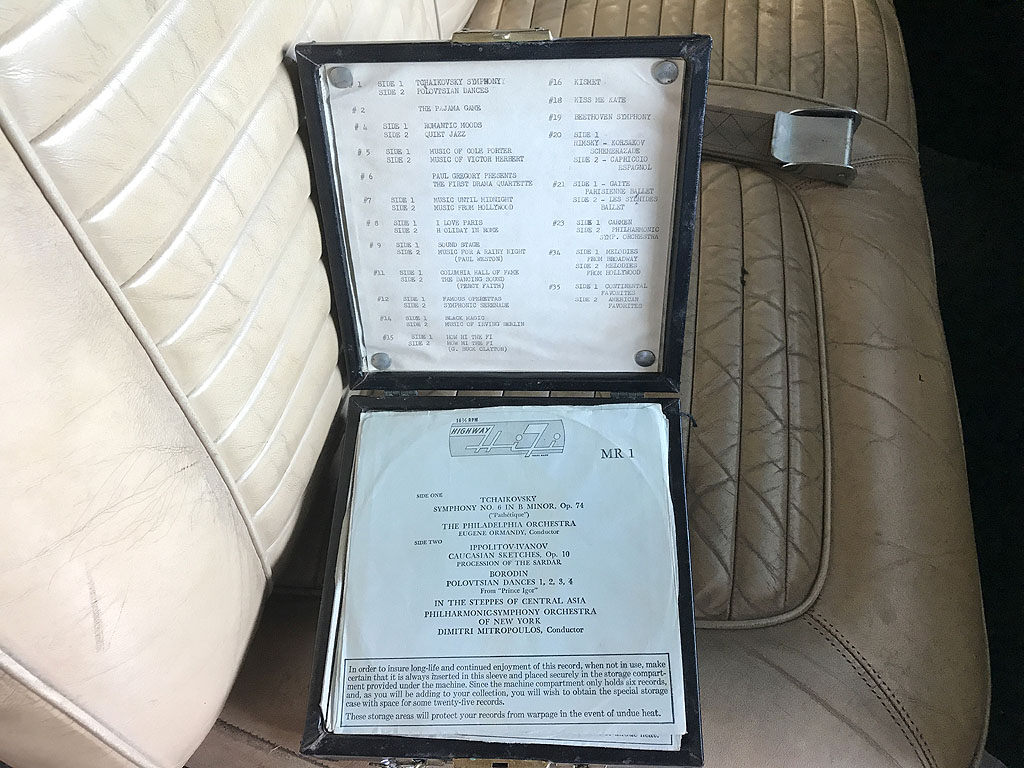 #1 SIDE 1 TCHAIKOVSKY SYMPHONY
SIDE 2 POLOVTSIAN DANCES
#2 THE PAJAMA GAME
#4 SIDE 1 ROMANTIC MOODS
SIDE 2 QUIET JAZZ
#5 SIDE 1 MUSIC OF COLE PORTER
SIDE 2 MUSIC OF VICTOR HERBERT
#6 PAUL GREGORY PRESENTS
THE FIRST DRAMA QUARTETTE
#7 SIDE 1 MUSIC UNTIL MIDNIGHT
SIDE 2 MUSIC FROM HOLLYWOOD
#8 SIDE 1 I LOVE PARIS
SIDE 2 HOLIDAY IN ROME
#9 SIDE 1 SOUND STAGE
SIDE 2 MUSIC FOR A RAINY NIGHT
(PAUL WESTON)
#11 SIDE 1 COLUMBIA HALL OF FAME
SIDE 2 THE DANCING SOUND
(PERCY FAITH)
#12 SIDE 1 FAMOUS OPERETTAS
SIDE 2 SYMPHONIC SERENADE
#14 SIDE 1 BLACK MAGIC
SIDE 2 MUSIC OF IRVING BERLIN
#15 SIDE 1 HOW HI THE FI
SIDE 2 HOW HI THE FI
(G. BUCK CLAYTON)
#16 KISMET
#18 KISS ME KATE
#19 BEETHOVEN SYMPHONY
#20 SIDE 1
RIMSKY - KORSAKOV
SCHEHERAZADE
SIDE 2 - CAPRICCIO
ESPAGNOL
#21 SIDE 1 - GAITE
PARISIENNE BALLET
SIDE 2 - LES SYLPHIDES
BALLET
#23 SIDE 1 CARMEN
SIDE 2 PHILHARMONIC
SYMP. ORCHESTRA
#34 SIDE 1 MELODIES
FROM BROADWAY
SIDE 2 MELODIES
FROM HOLLYWOOD
#35 SIDE 1 CONTINENTAL
FAVORITES
SIDE 2 AMERICAN
FAVORITES
16⅔ RPM
HIGHWAY
Hi-Fi
MR 1
SIDE ONE
TCHAIKOVSKY
SYMPHONY NO. 6 IN B MINOR, Op. 74
("Pathétique")
THE PHILADELPHIA ORCHESTRA
EUGENE ORMANDY, Conductor
SIDE TWO
IPPOLITOV-IVANOV
CAUCASIAN SKETCHES, Op. 10
PROCESSION OF THE SARDAR
BORODIN
POLOVTSIAN DANCES 1, 2, 3, 4
From "Prince Igor"
IN THE STEPPES OF CENTRAL ASIA
PHILHARMONIC-SYMPHONY ORCHESTRA
OF NEW YORK
DIMITRI MITROPOULOS, Conductor
In order to insure long-life and continued enjoyment of this record, when not in use, make
certain that it is always inserted in this sleeve and placed securely in the storage compart-
ment provided under the machine. Since the machine compartment only holds six records,
and, as you will be adding to your collection, you will wish to obtain the special storage
case with space for some twenty-five records.
These storage areas will protect your records from warpage in the event of undue heat.